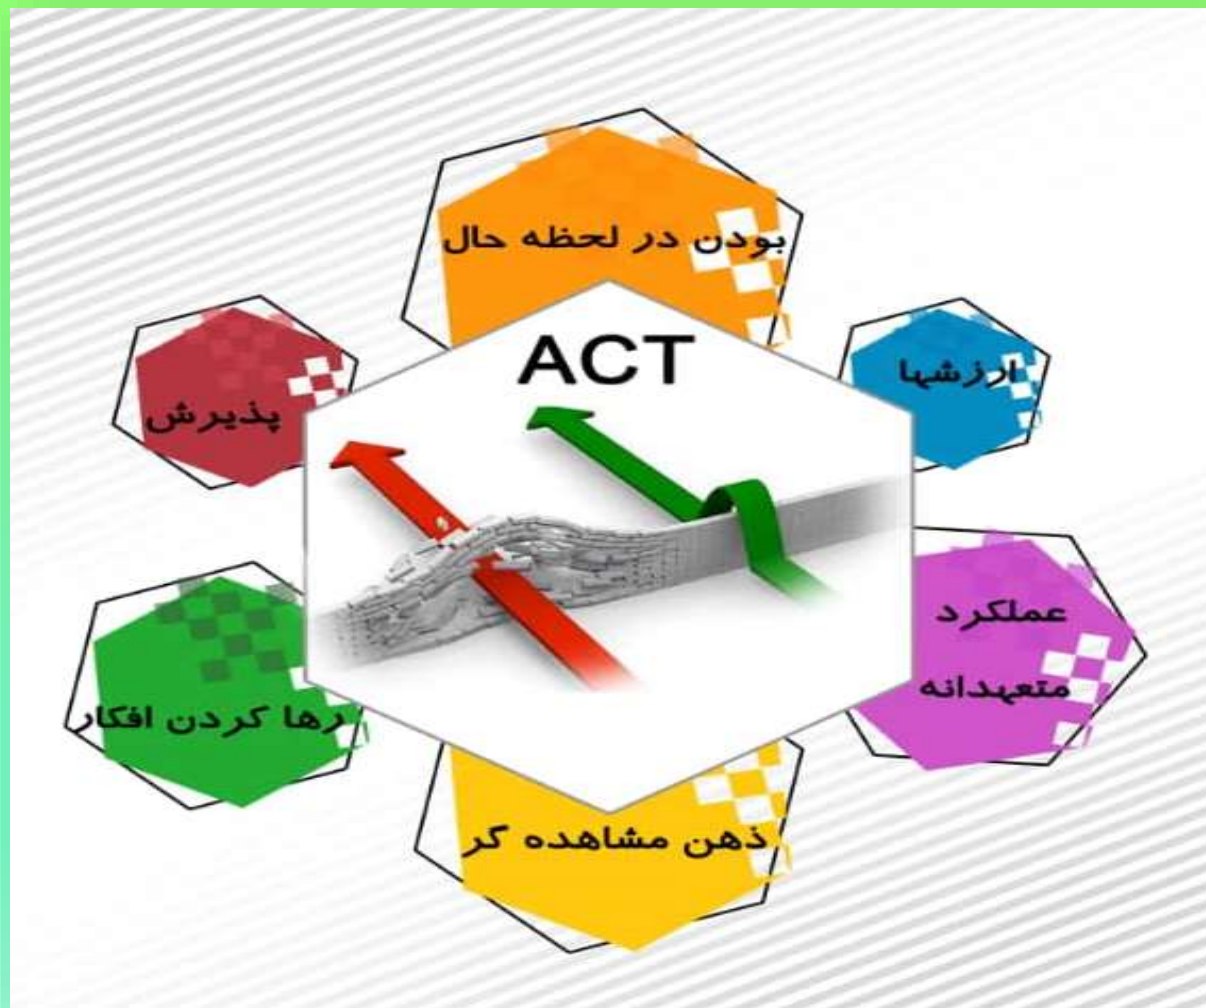 بودن در لحظه حال
ACT
ارزشها
پذیرش
عملکرد
متعهدانه
رها کردن افکار
ذهن مشاهده گر